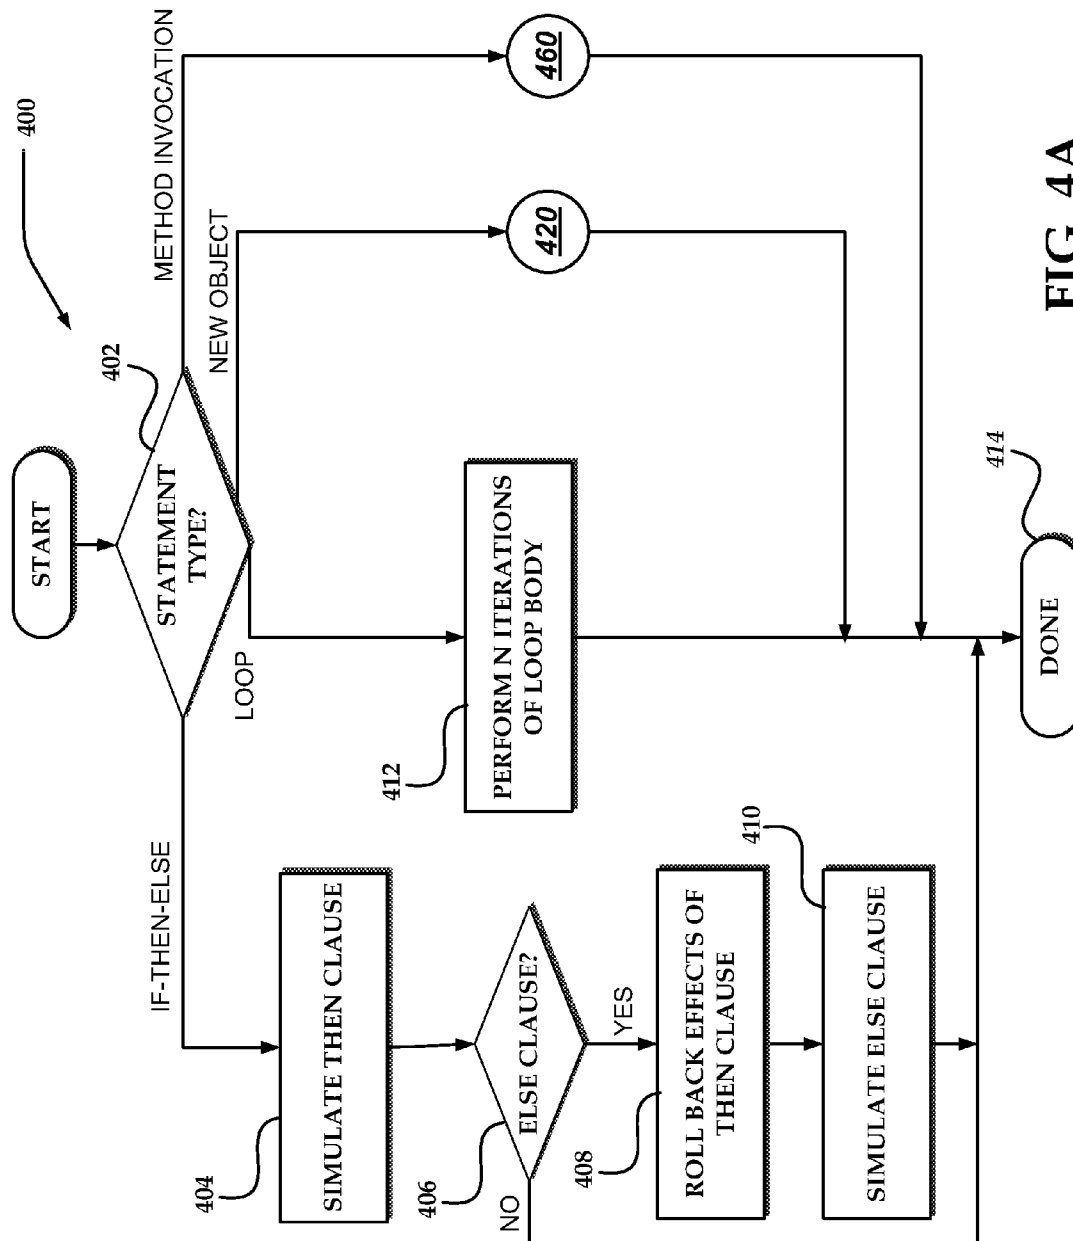 400
START
402
STATEMENT
TYPE?
IF-THEN-ELSE
LOOP
NEW OBJECT
METHOD INVOCATION
404
SIMULATE THEN CLAUSE
406
ELSE CLAUSE?
NO
YES
408
ROLL BACK EFFECTS OF
THEN CLAUSE
410
SIMULATE ELSE CLAUSE
412
PERFORM N ITERATIONS
OF LOOP BODY
420
460
414
DONE
FIG. 4A